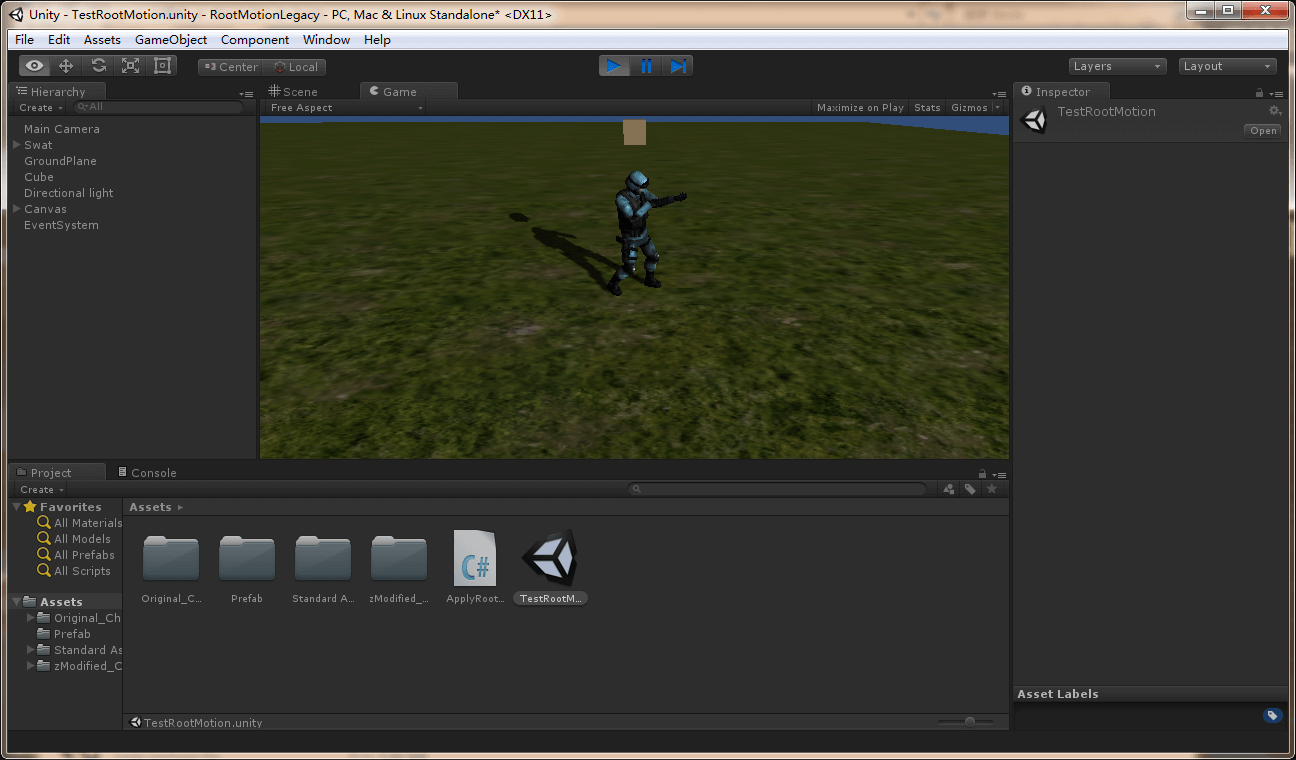 Unity - TestRootMotion.unity - RootMotionLegacy - PC, Mac & Linux Standalone* <DX11>
File Edit Assets GameObject Component Window Help
Center Local Layers Layout
Hierarchy
Create All
Main Camera
Swat
GroundPlane
Cube
Directional light
Canvas
EventSystem
Scene Game
Free Aspect Maximize on Play Stats Gizmos
Inspector
TestRootMotion
Open
Project Console
Create
Favorites
All Materials
All Models
All Prefabs
All Scripts
Assets
Original_Ch
Prefab
Standard As
zModified_C
Assets
C#
Original_C... Prefab Standard A... zModified_... ApplyRoot... TestRootM...
TestRootMotion.unity
Asset Labels